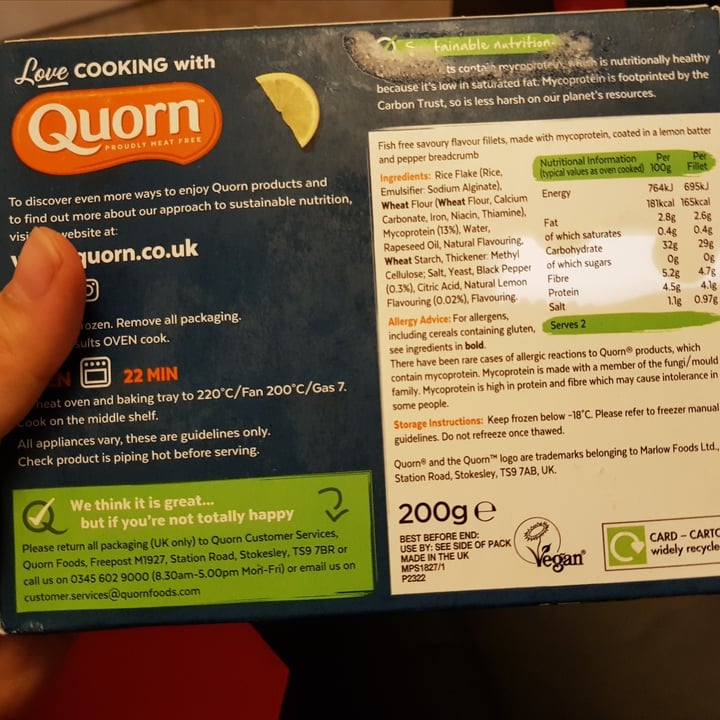 Love COOKING with
Quorn™
PROUDLY MEAT FREE
To discover even more ways to enjoy Quorn products and
to find out more about our approach to sustainable nutrition,
website at:
quorn.co.uk
Remove all packaging.
OVEN cook.
22 MIN
oven and baking tray to 220°C/Fan 200°C/Gas 7.
Cook on the middle shelf.
All appliances vary, these are guidelines only.
Check product is piping hot before serving.
We think it is great...
but if you're not totally happy
Please return all packaging (UK only) to Quorn Customer Services,
Quorn Foods, Freepost M1927, Station Road, Stokesley, TS9 7BR or
call us on 0345 602 9000 (8.30am-5.00pm Mon-Fri) or email us on
customer.services@quornfoods.com
nutrition
contain mycoprotein, which is nutritionally healthy
because it's low in saturated fat. Mycoprotein is footprinted by the
Carbon Trust, so is less harsh on our planet's resources.
Fish free savoury flavour fillets, made with mycoprotein, coated in a lemon batter
and pepper breadcrumb
Ingredients: Rice Flake (Rice,
Emulsifier: Sodium Alginate),
Wheat Flour (Wheat Flour, Calcium
Carbonate, Iron, Niacin, Thiamine),
Mycoprotein (13%), Water,
Rapeseed Oil, Natural Flavouring,
Wheat Starch, Thickener: Methyl
Cellulose; Salt, Yeast, Black Pepper
(0.3%), Citric Acid, Natural Lemon
Flavouring (0.02%), Flavouring.
Nutritional Information Per Per
(typical values as oven cooked) 100g Fillet
Energy 764kJ 695kJ
181kcal 165kcal
Fat 2.8g 2.6g
of which saturates 0.4g 0.4g
Carbohydrate 32g 29g
of which sugars 0g 0g
Fibre 5.2g 4.7g
Protein 4.5g 4.1g
Salt 1.1g 0.97g
Serves 2
Allergy Advice: For allergens,
including cereals containing gluten,
see ingredients in bold.
There have been rare cases of allergic reactions to Quorn® products, which
contain mycoprotein. Mycoprotein is made with a member of the fungi/mould
family. Mycoprotein is high in protein and fibre which may cause intolerance in
some people.
Storage Instructions: Keep frozen below -18°C. Please refer to freezer manual
guidelines. Do not refreeze once thawed.
Quorn® and the Quorn™ logo are trademarks belonging to Marlow Foods Ltd.,
Station Road, Stokesley, TS9 7AB, UK.
200g e
BEST BEFORE END:
USE BY: SEE SIDE OF PACK
MADE IN THE UK
MPS1827/1
P2322
Vegan
CARD –
widely